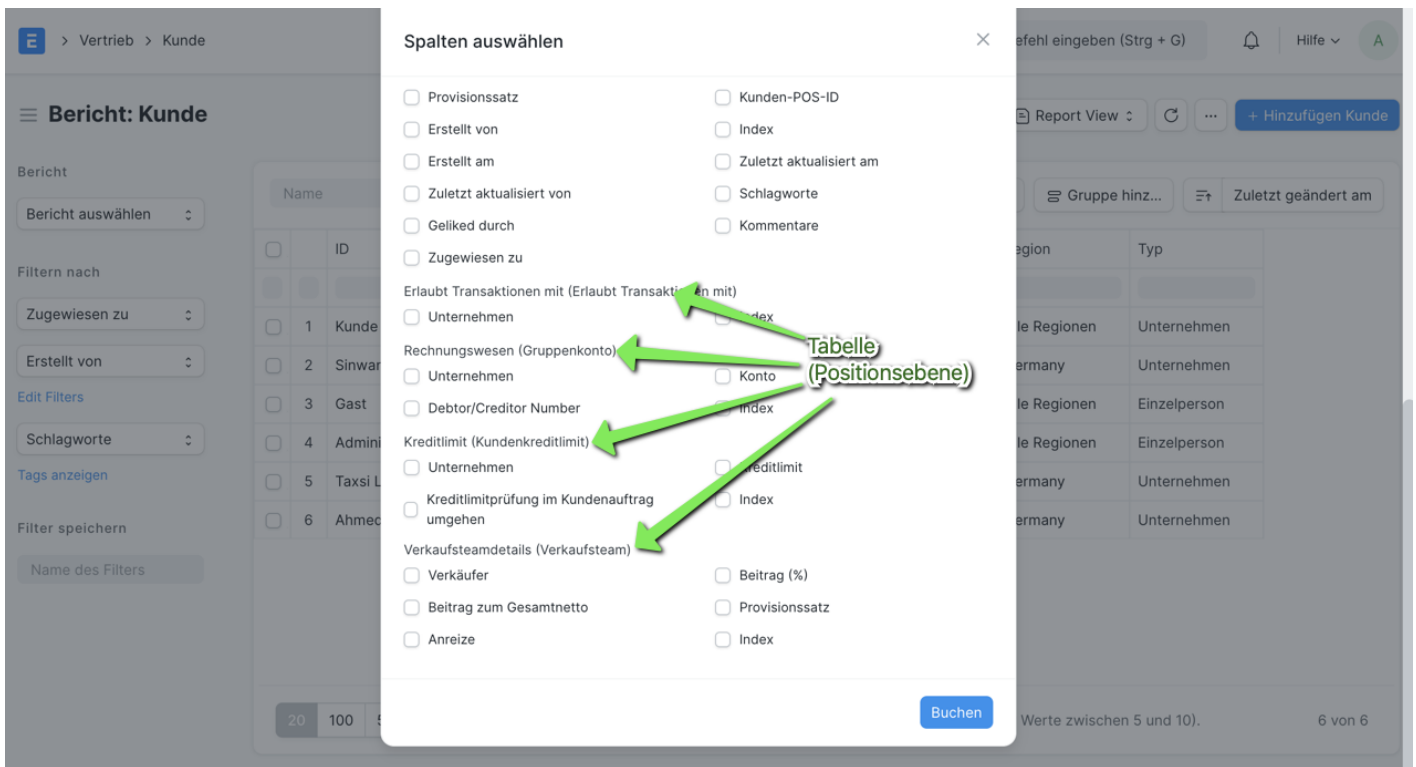 E > Vertrieb > Kunde
efehl eingeben (Strg + G)
Hilfe
A
Bericht: Kunde
Report View
...
+ Hinzufügen Kunde
Bericht
Bericht auswählen
Filtern nach
Zugewiesen zu
Erstellt von
Edit Filters
Schlagworte
Tags anzeigen
Filter speichern
Name des Filters
Name
Gruppe hinz...
Zuletzt geändert am
ID
egion
Typ
1 Kunde
le Regionen
Unternehmen
2 Sinwar
ermany
Unternehmen
3 Gast
le Regionen
Einzelperson
4 Admini
le Regionen
Einzelperson
5 Taxsi L
ermany
Unternehmen
6 Ahmed
ermany
Unternehmen
20 100
Werte zwischen 5 und 10).
6 von 6
Spalten auswählen
Provisionssatz
Kunden-POS-ID
Erstellt von
Index
Erstellt am
Zuletzt aktualisiert am
Zuletzt aktualisiert von
Schlagworte
Geliked durch
Kommentare
Zugewiesen zu
Erlaubt Transaktionen mit (Erlaubt Transaktionen mit)
Unternehmen
Index
Rechnungswesen (Gruppenkonto)
Unternehmen
Konto
Debtor/Creditor Number
Index
Kreditlimit (Kundenkreditlimit)
Unternehmen
Kreditlimit
Kreditlimitprüfung im Kundenauftrag
umgehen
Index
Verkaufsteamdetails (Verkaufsteam)
Verkäufer
Beitrag (%)
Beitrag zum Gesamtnetto
Provisionssatz
Anreize
Index
Buchen
Tabelle
(Positionsebene)